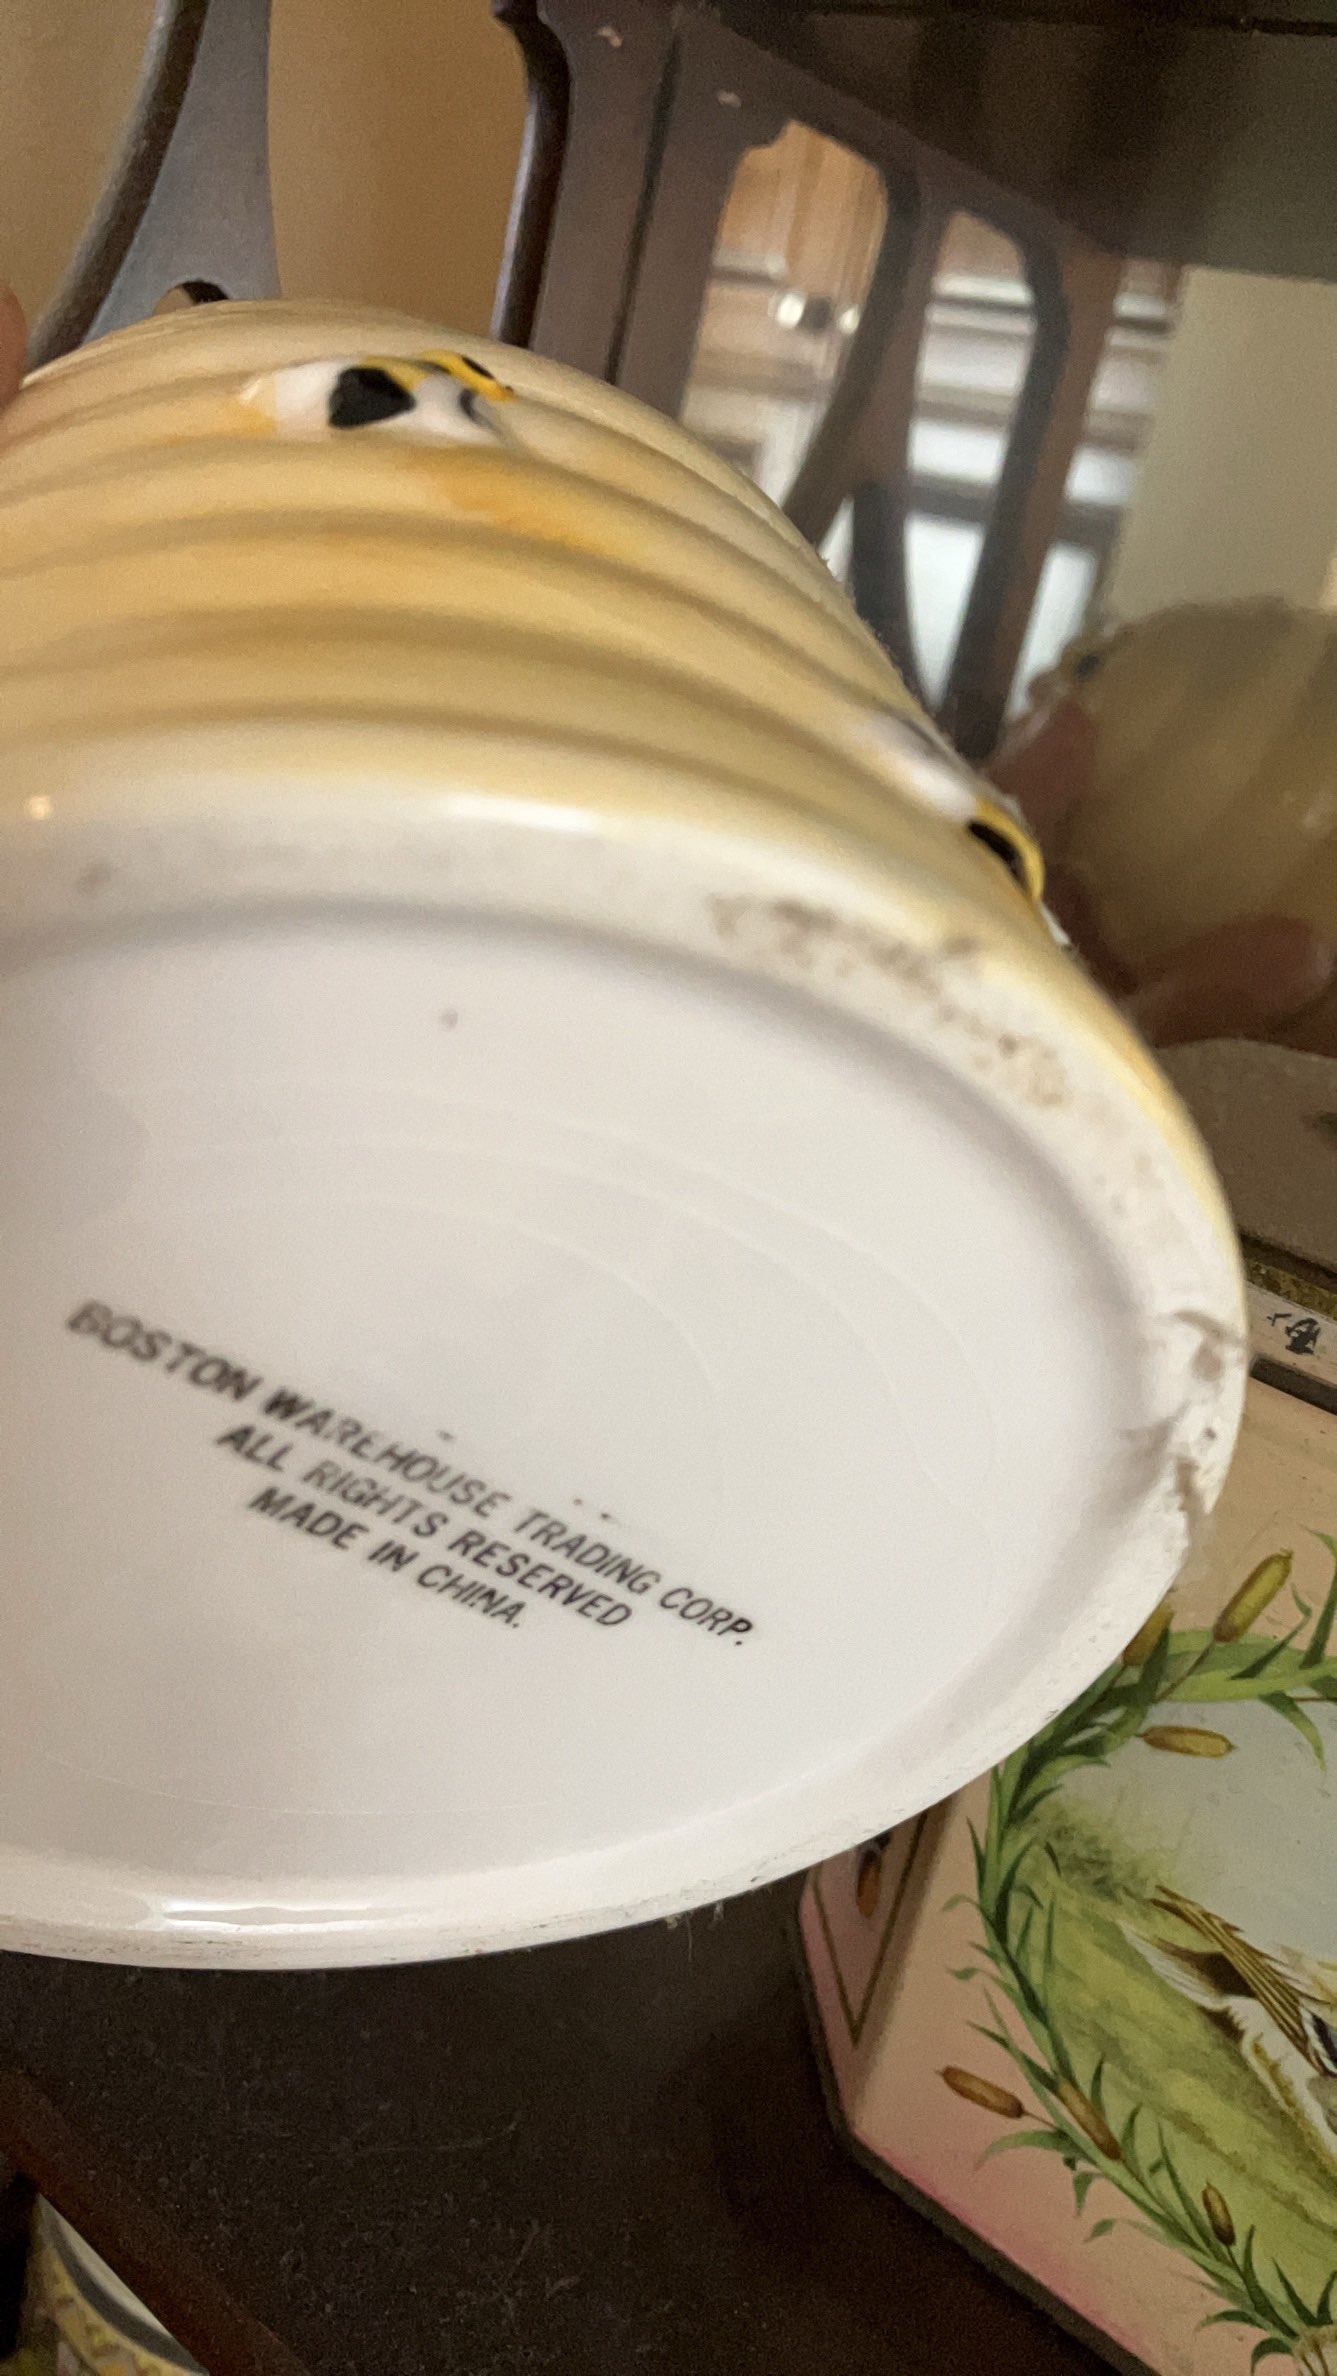 BOSTON WAREHOUSE TRADING CORP.
ALL RIGHTS RESERVED
MADE IN CHINA.